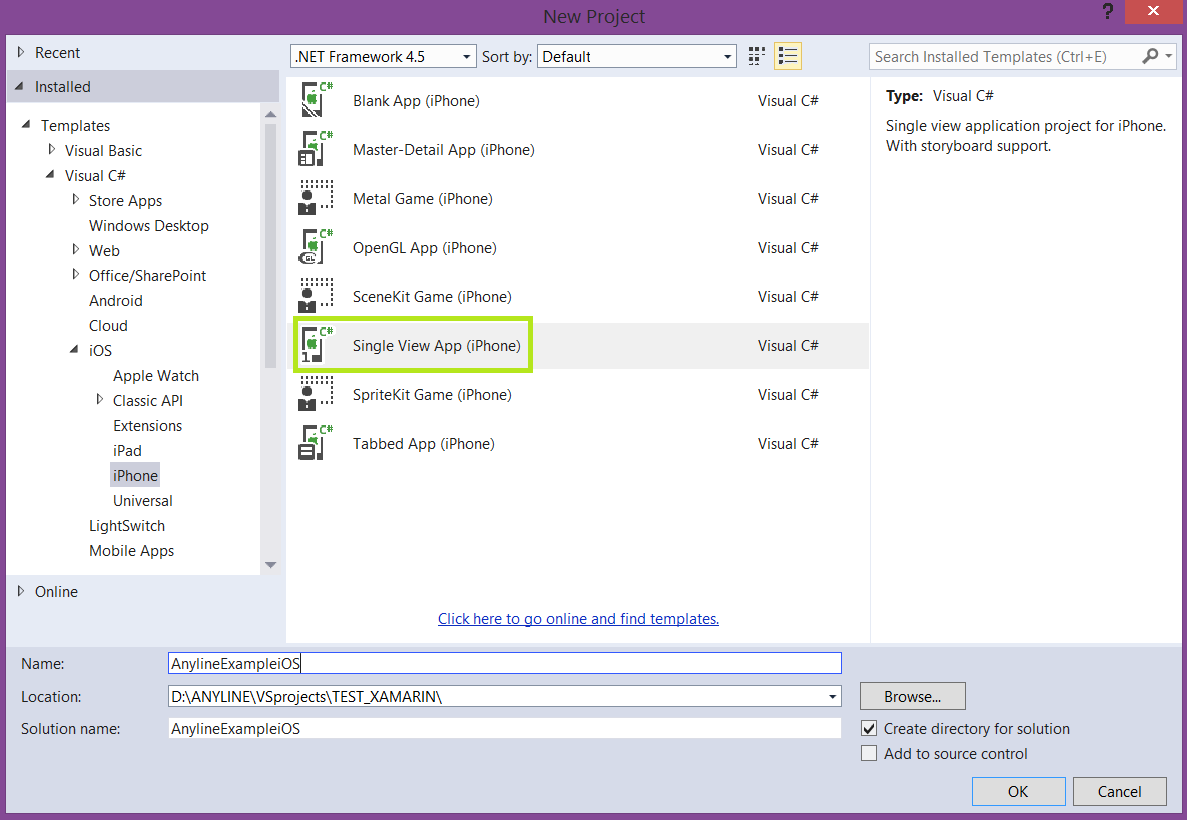 New Project
?
Recent
Installed
.NET Framework 4.5
Sort by:
Default
Search Installed Templates (Ctrl+E)
Templates
Visual Basic
Visual C#
Store Apps
Windows Desktop
Web
Office/SharePoint
Android
Cloud
iOS
Apple Watch
Classic API
Extensions
iPad
iPhone
Universal
LightSwitch
Mobile Apps
Online
C#
Blank App (iPhone)
Visual C#
C#
Master-Detail App (iPhone)
Visual C#
Metal Game (iPhone)
Visual C#
C#
GL
OpenGL App (iPhone)
Visual C#
SceneKit Game (iPhone)
Visual C#
C#
1
Single View App (iPhone)
Visual C#
SpriteKit Game (iPhone)
Visual C#
C#
Tabbed App (iPhone)
Visual C#
Click here to go online and find templates.
Type: Visual C#
Single view application project for iPhone.
With storyboard support.
Name:
AnylineExampleiOS
Location:
D:\ANYLINE\VSprojects\TEST_XAMARIN\
Browse...
Solution name:
AnylineExampleiOS
Create directory for solution
Add to source control
OK
Cancel